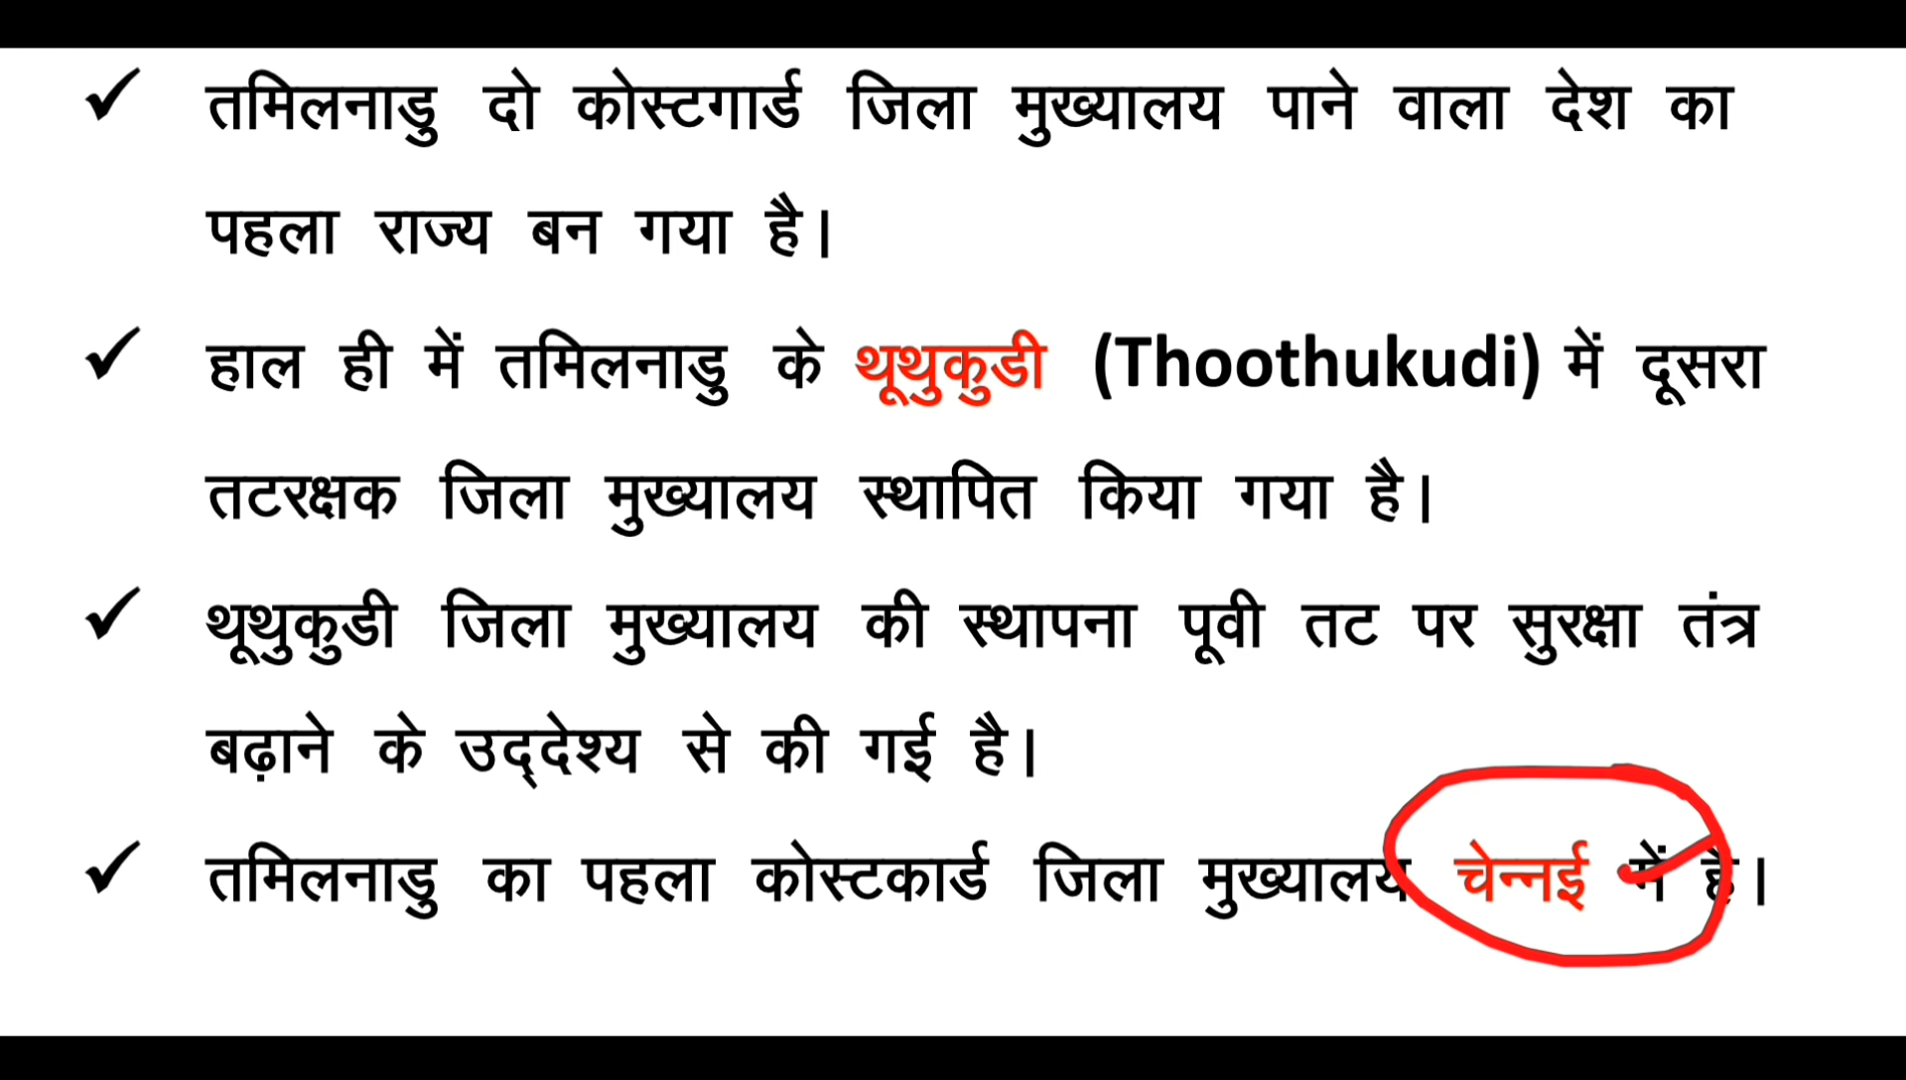 ✓ तमिलनाडु दो कोस्टगार्ड जिला मुख्यालय पाने वाला देश का
पहला राज्य बन गया है।
✓ हाल ही में तमिलनाडु के थूथुकुडी (Thoothukudi) में दूसरा
तटरक्षक जिला मुख्यालय स्थापित किया गया है।
✓ थूथुकुडी जिला मुख्यालय की स्थापना पूवी तट पर सुरक्षा तंत्र
बढ़ाने के उद्देश्य से की गई है।
✓ तमिलनाडु का पहला कोस्टकार्ड जिला मुख्यालय चेन्नई में है।